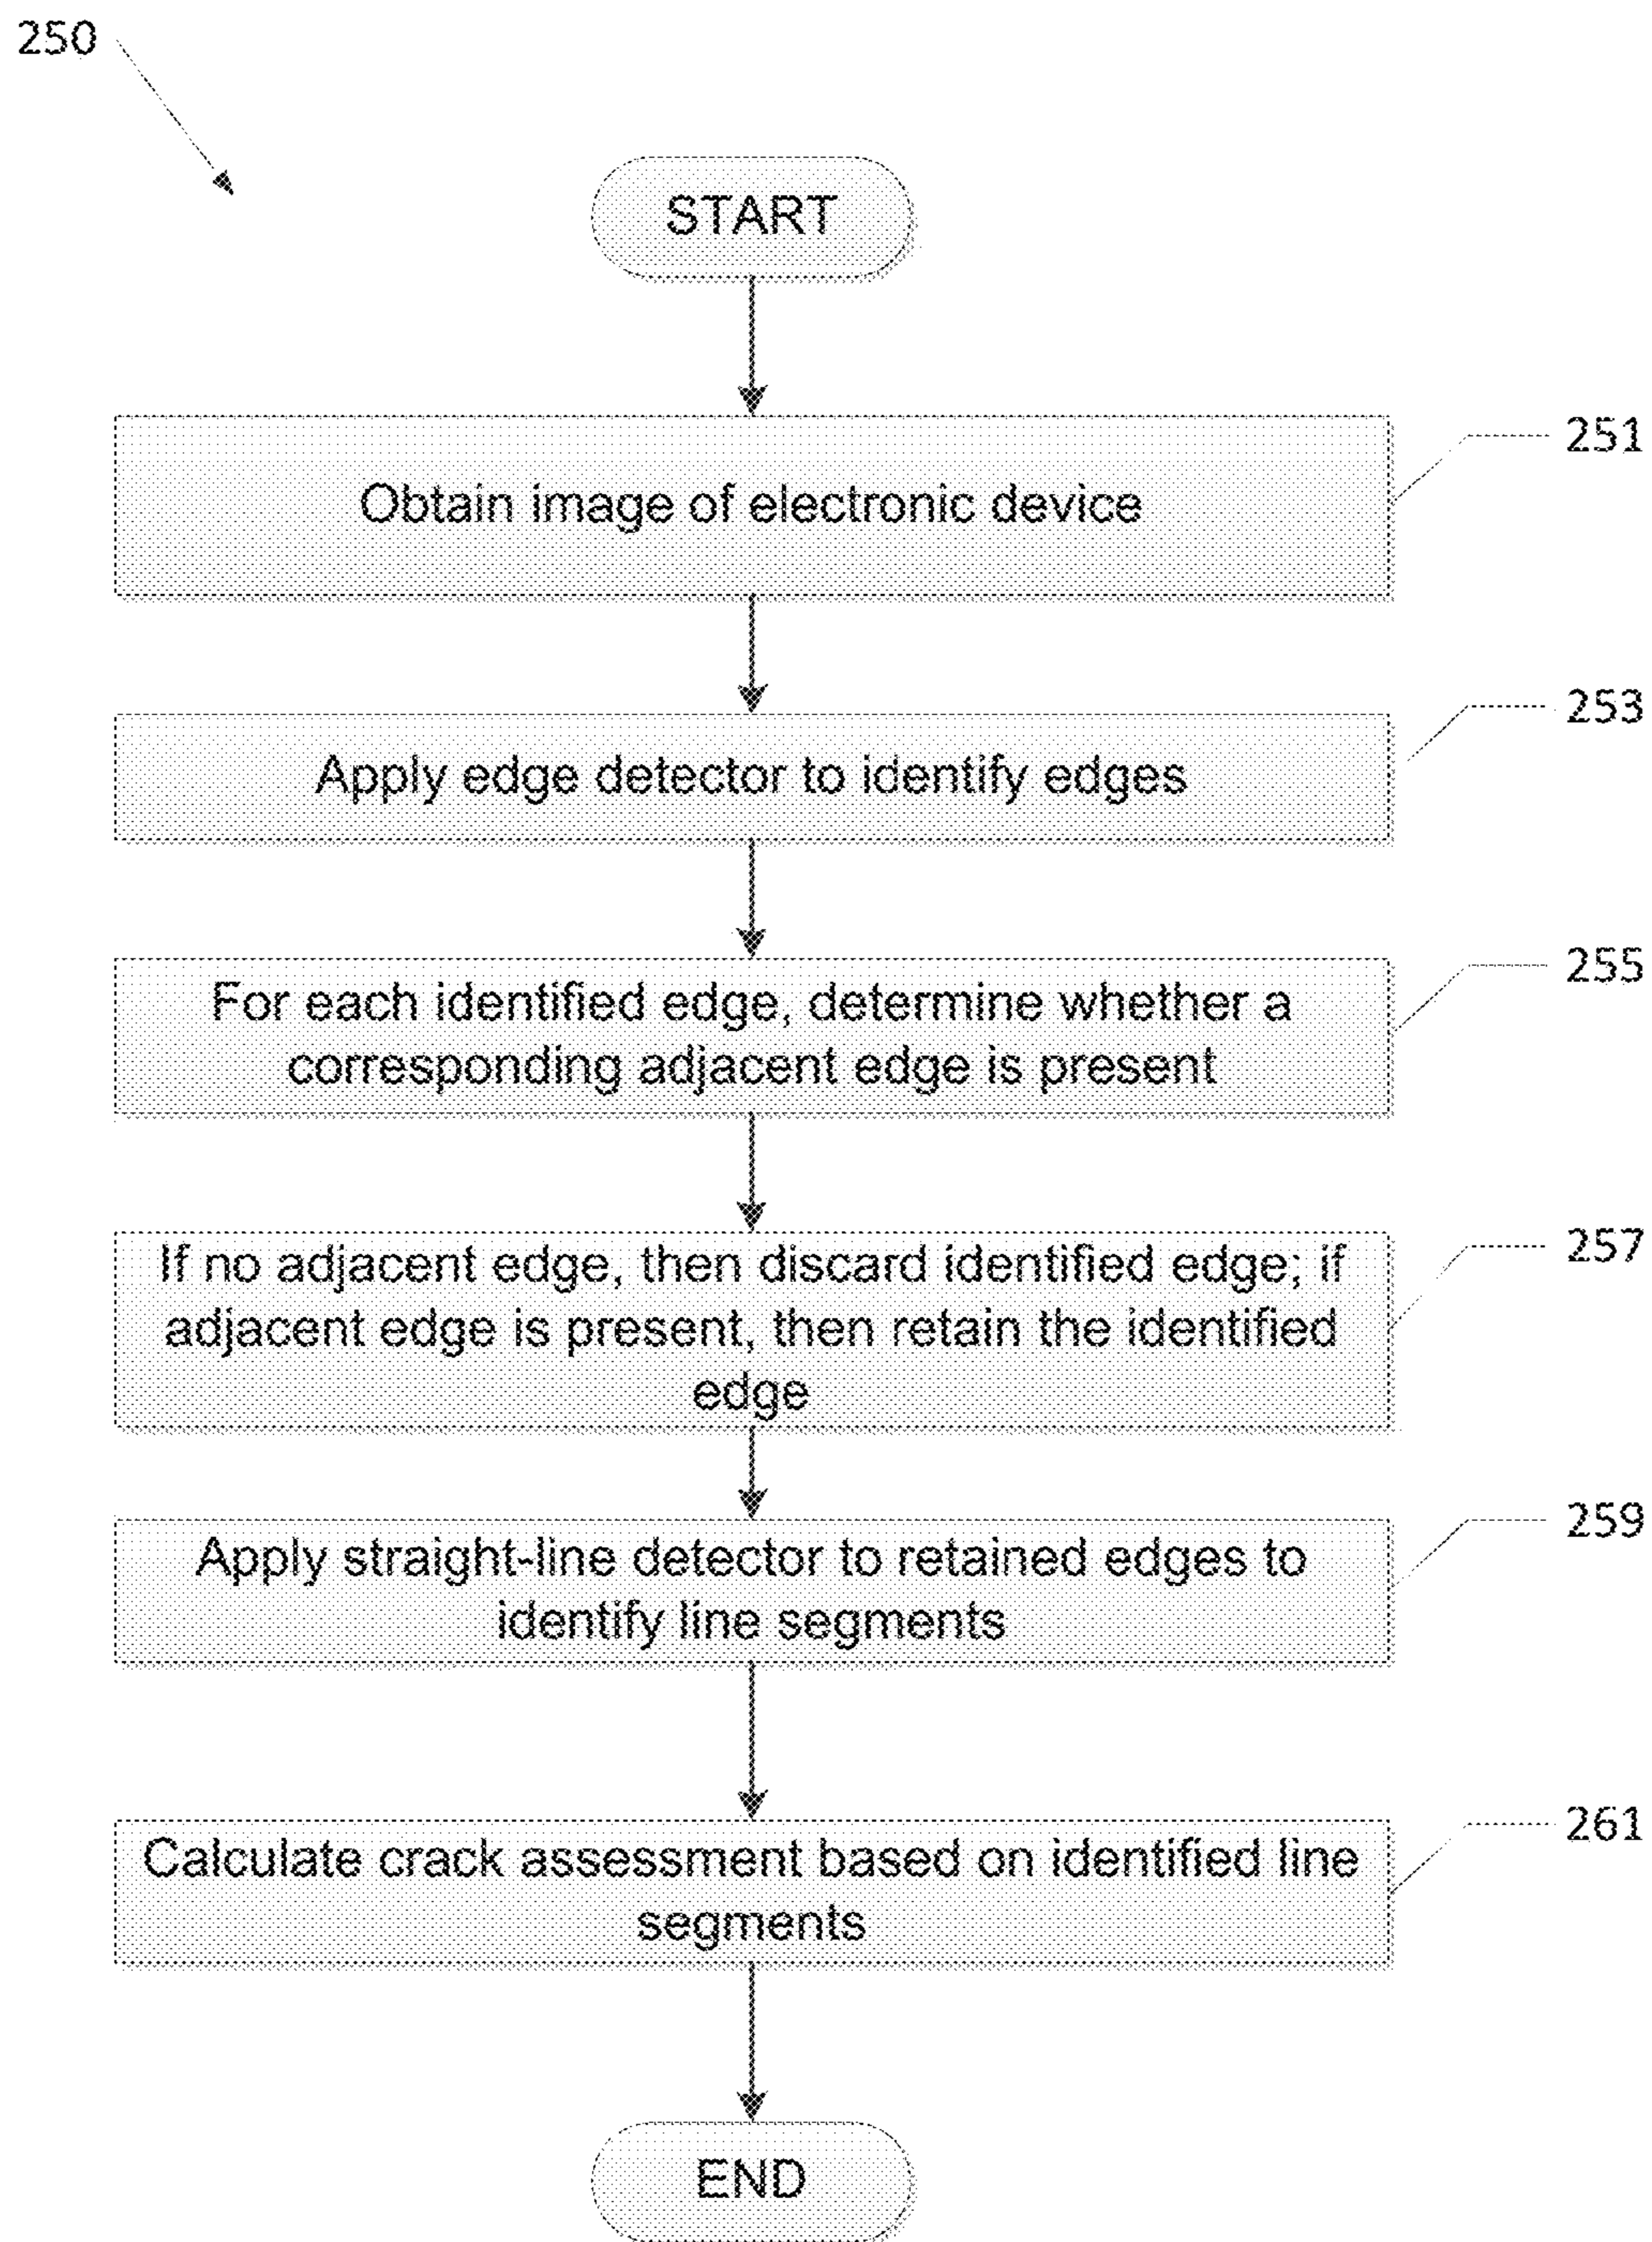 250
START
Obtain image of electronic device
251
Apply edge detector to identify edges
253
For each identified edge, determine whether a
corresponding adjacent edge is present
255
If no adjacent edge, then discard identified edge; if
adjacent edge is present, then retain the identified
edge
257
Apply straight-line detector to retained edges to
identify line segments
259
Calculate crack assessment based on identified line
segments
261
END